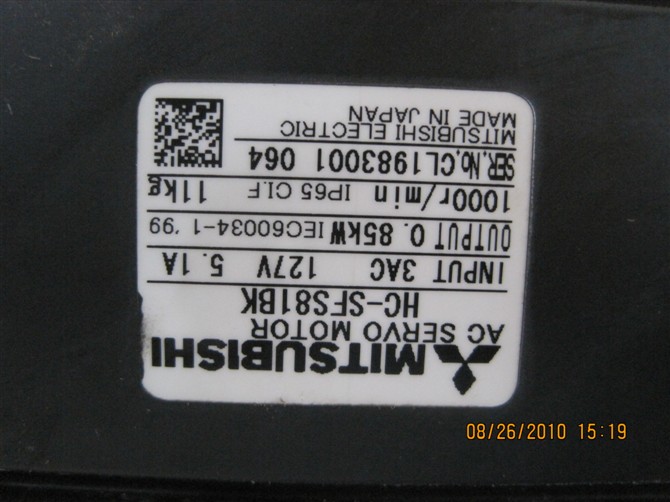 MITSUBISHI
AC SERVO MOTOR
HC-SFS81BK
INPUT 3AC 127V 5.1A
OUTPUT 0.85kW IEC60034-1 '99
1000r/min IP65 Cl.F 11kg
SER.No.CL1983001 064
MITSUBISHI ELECTRIC
MADE IN JAPAN
08/26/2010 15:19